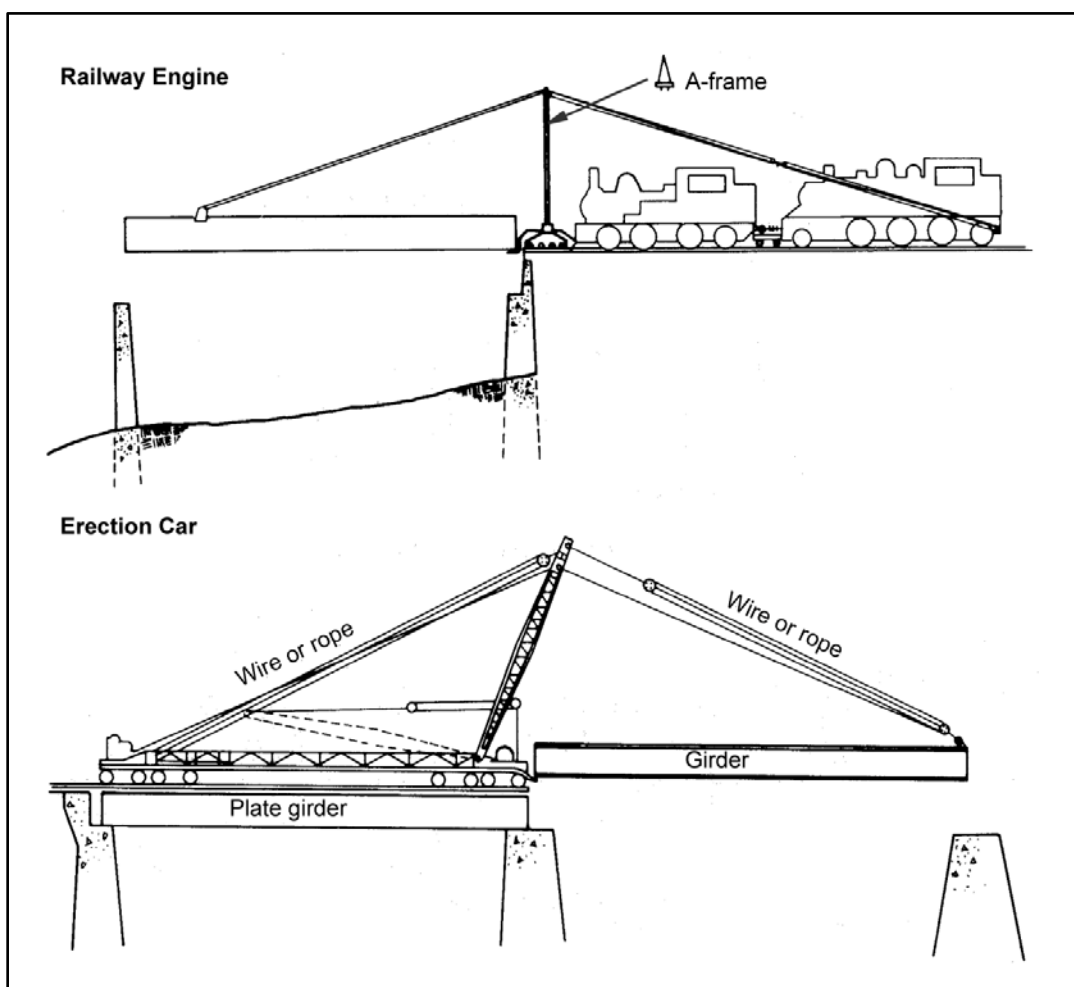 Railway Engine
A-frame
Erection Car
Wire or rope
Wire or rope
Girder
Plate girder